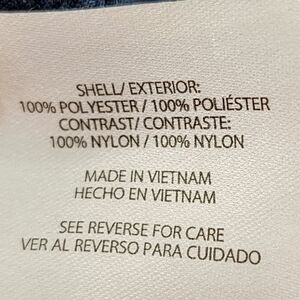 SHELL/ EXTERIOR:
100% POLYESTER / 100% POLIÉSTER
CONTRAST/ CONTRASTE:
100% NYLON / 100% NYLON
MADE IN VIETNAM
HECHO EN VIETNAM
SEE REVERSE FOR CARE
VER AL REVERSO PARA CUIDADO